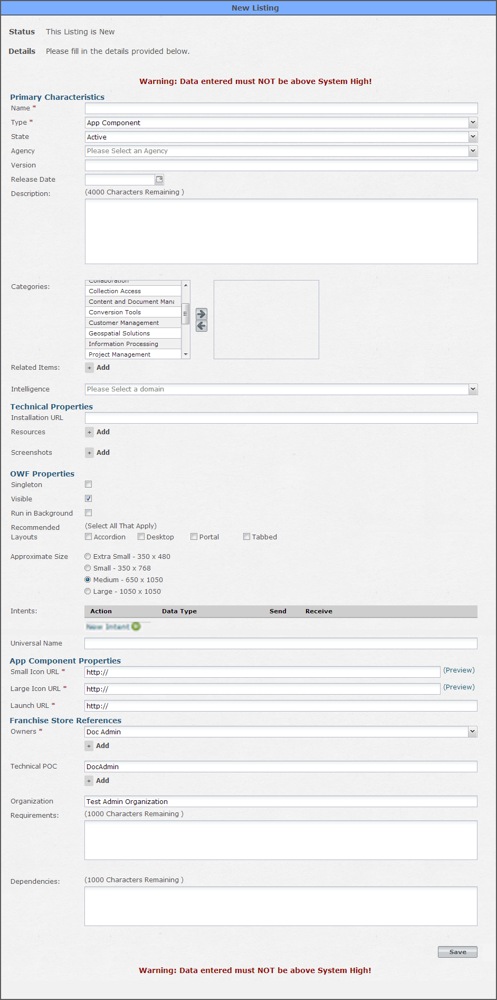 New Listing
Status This Listing is New
Details Please fill in the details provided below.
Warning: Data entered must NOT be above System High!
Primary Characteristics
Name *
Type * App Component
State Active
Agency Please Select an Agency
Version
Release Date
Description: (4000 Characters Remaining )
Categories: Collaboration
Collection Access
Content and Document Mana
Conversion Tools
Customer Management
Geospatial Solutions
Information Processing
Project Management
Related Items: + Add
Intelligence Please Select a domain
Technical Properties
Installation URL
Resources + Add
Screenshots + Add
OWF Properties
Singleton
Visible
Run in Background
Recommended Layouts (Select All That Apply)
Accordion Desktop Portal Tabbed
Approximate Size Extra Small - 350 x 480
Small - 350 x 768
Medium - 650 x 1050
Large - 1050 x 1050
Intents: Action Data Type Send Receive
New Intent
Universal Name
App Component Properties
Small Icon URL * http:// (Preview)
Large Icon URL * http:// (Preview)
Launch URL * http://
Franchise Store References
Owners * Doc Admin
+ Add
Technical POC DocAdmin
+ Add
Organization Test Admin Organization
Requirements: (1000 Characters Remaining )
Dependencies: (1000 Characters Remaining )
Save
Warning: Data entered must NOT be above System High!